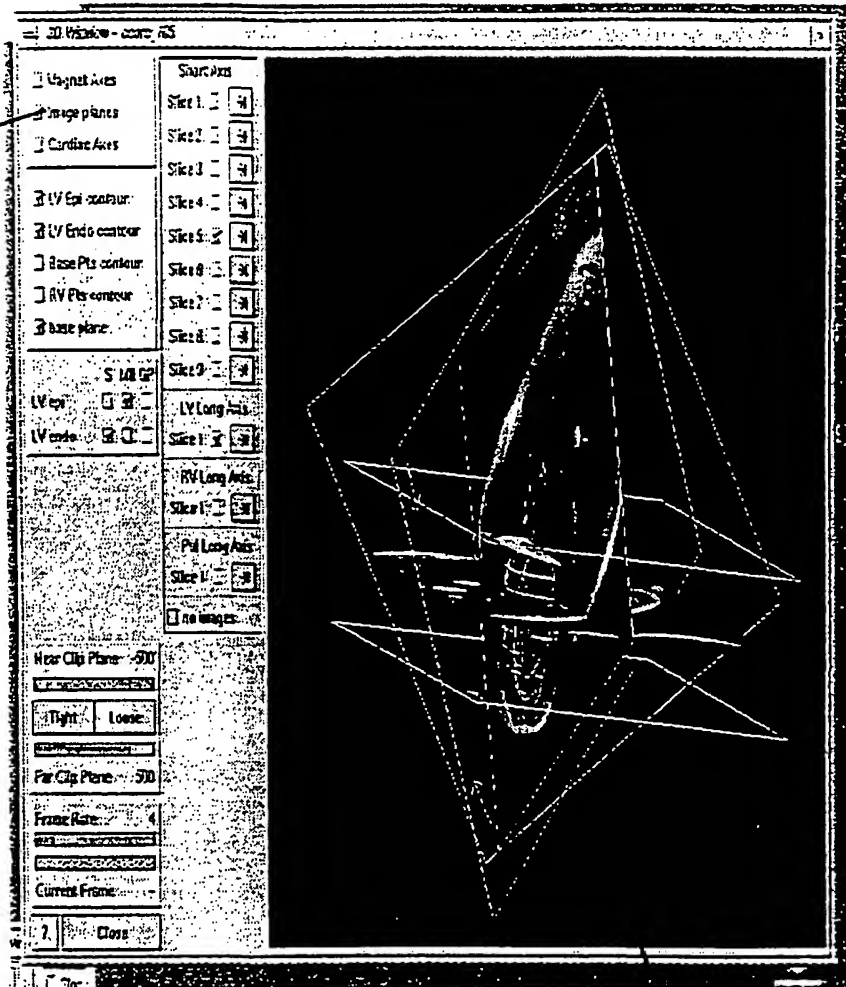 3D Window -
Magnet Axes
Image planes
Cardiac Axes
LV Epi contour
LV Endo contour
Base Pts contour
RV Pts contour
base plane
LV epi
LV endo
Near Clip Plane -500
Tight Loose
Far Clip Plane 500
Frame Rate: 4
Current Frame:
? Close
Short Axis
Slice 1:
Slice 2:
Slice 3
Slice 4
Slice 5:
Slice 6
Slice 7
Slice 8
Slice 9
LV Long Axis
Slice 1:
RV Long Axis
Slice 1
Long Axis
Slice 1
no images